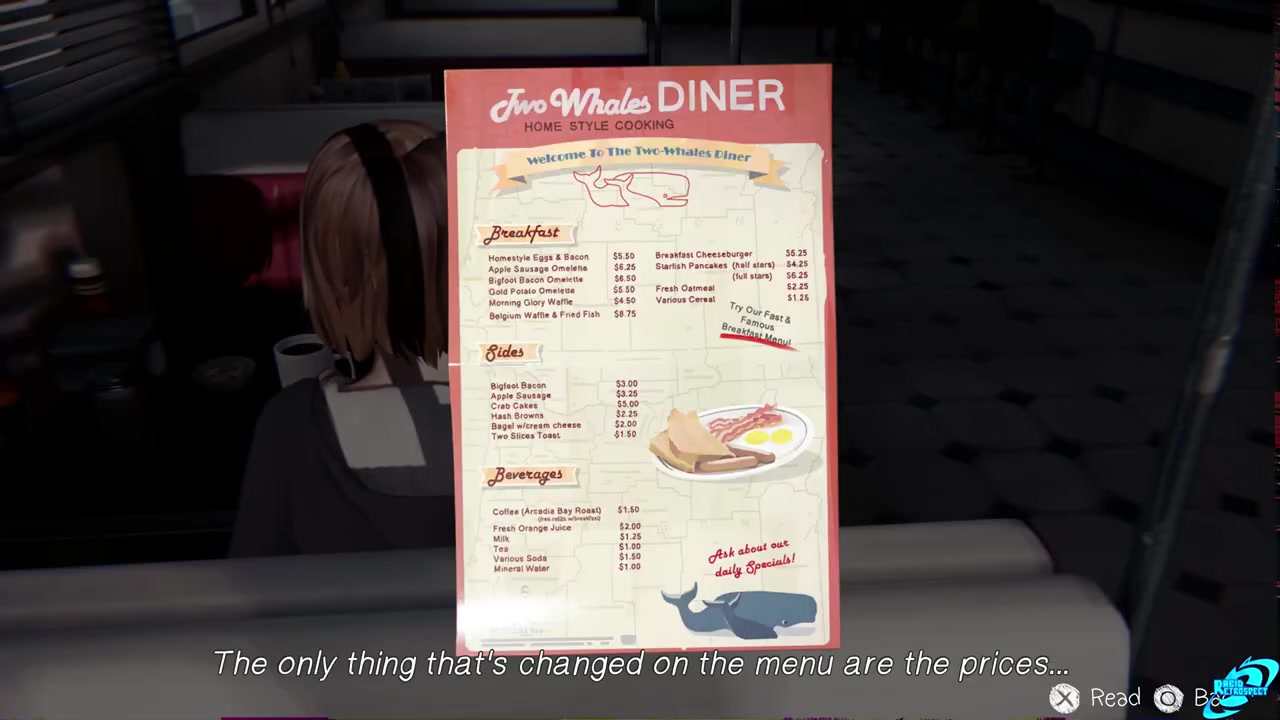 Two Whales DINER
HOME STYLE COOKING
Welcome To The Two-Whales Diner
Breakfast
Homestyle Eggs & Bacon $5.50
Apple Sausage Omelette $6.25
Bigfoot Bacon Omelette $6.50
Gold Potato Omelette $5.50
Morning Glory Waffle $4.50
Belgium Waffle & Fried Fish $8.75
Breakfast Cheeseburger $5.25
Starfish Pancakes (half stars) $4.25
(full stars) $6.25
Fresh Oatmeal $2.25
Various Cereal $1.25
Try Our Fast &
Famous
Breakfast Menu!
Sides
Bigfoot Bacon $3.00
Apple Sausage $3.25
Crab Cakes $5.00
Hash Browns $2.25
Bagel w/cream cheese $2.00
Two Slices Toast $1.50
Beverages
Coffee (Arcadia Bay Roast) $1.50
(free refills w/breakfast)
Fresh Orange Juice $2.00
Milk $1.25
Tea $1.00
Various Soda $1.50
Mineral Water $1.00
Ask about our
daily Specials!
The only thing that's changed on the menu are the prices...
Read
RETROSPECT